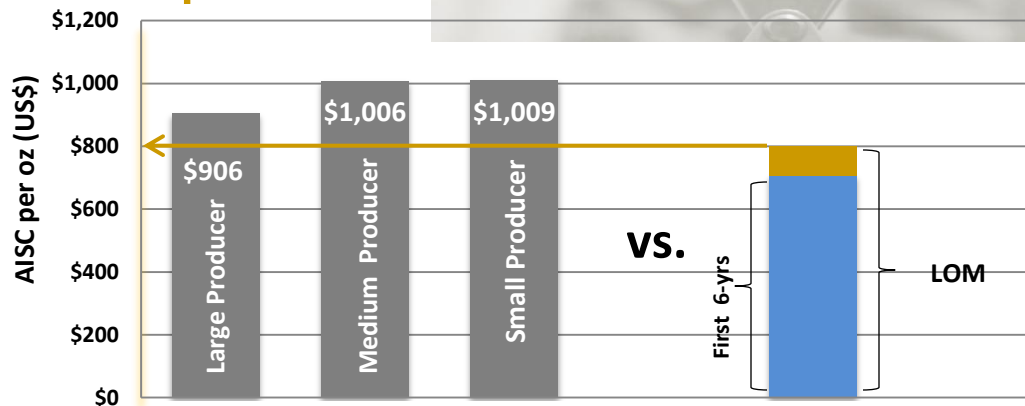 AISC per oz (US$)
$1,200
$1,000
$800
$600
$400
$200
$0
$906
Large Producer
$1,006
Medium Producer
$1,009
Small Producer
vs.
First 6-yrs
LOM